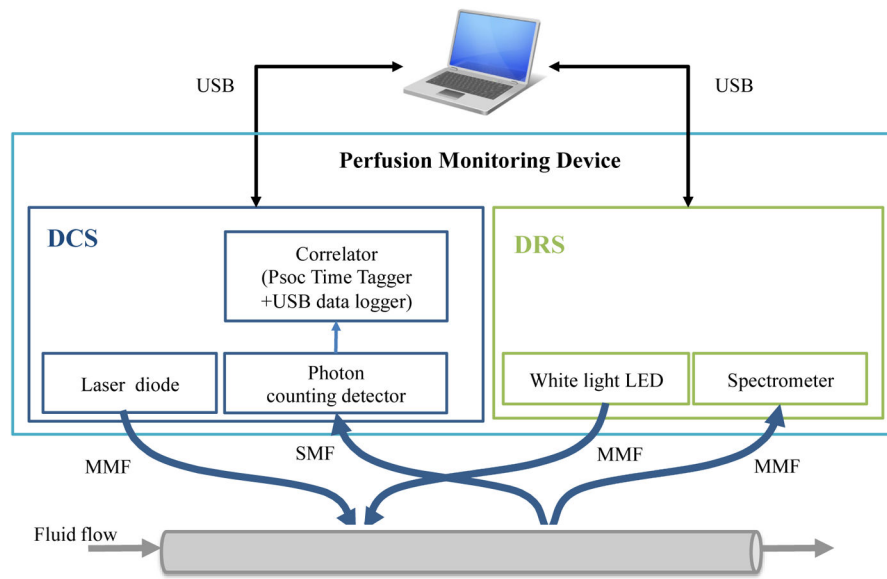 USB
USB
Perfusion Monitoring Device
DCS
DRS
Correlator
(Psoc Time Tagger
+USB data logger)
Laser diode
Photon
counting detector
White light LED
Spectrometer
MMF
SMF
MMF
MMF
Fluid flow